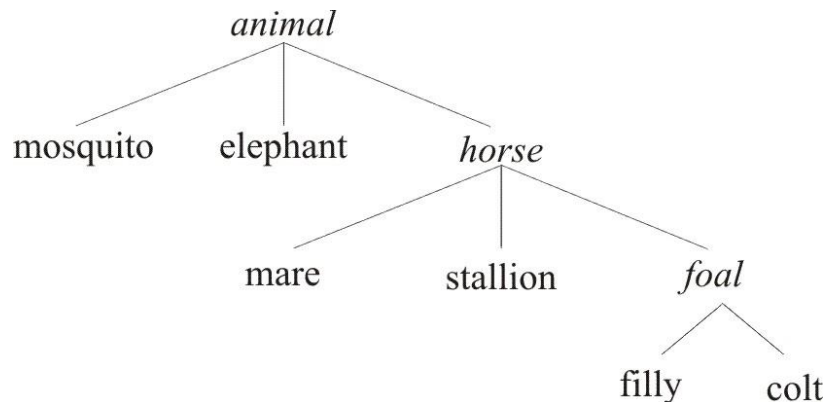 animal
mosquito elephant horse
mare stallion foal
filly colt